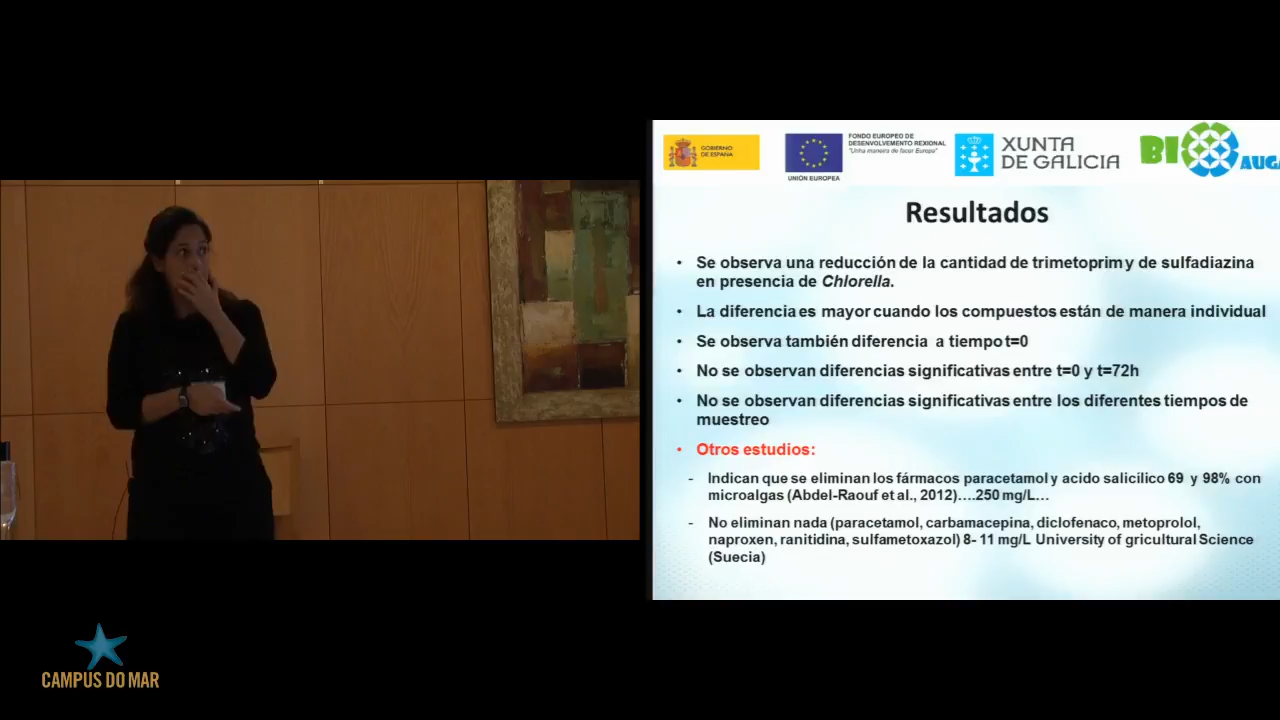 GOBIERNO
DE ESPAÑA
UNIÓN EUROPEA
FONDO EUROPEO DE
DESENVOLVEMENTO REXIONAL
"Unha maneira de facer Europa"
XUNTA
DE GALICIA
BI
AUGA
Resultados
• Se observa una reducción de la cantidad de trimetoprim y de sulfadiazina
en presencia de Chlorella.
• La diferencia es mayor cuando los compuestos están de manera individual
• Se observa también diferencia a tiempo t=0
• No se observan diferencias significativas entre t=0 y t=72h
• No se observan diferencias significativas entre los diferentes tiempos de
muestreo
• Otros estudios:
- Indican que se eliminan los fármacos paracetamol y acido salicilico 69 y 98% con
microalgas (Abdel-Raouf et al., 2012)….250 mg/L…
- No eliminan nada (paracetamol, carbamacepina, diclofenaco, metoprolol,
naproxen, ranitidina, sulfametoxazol) 8- 11 mg/L University of gricultural Science
(Suecia)
CAMPUS DO MAR